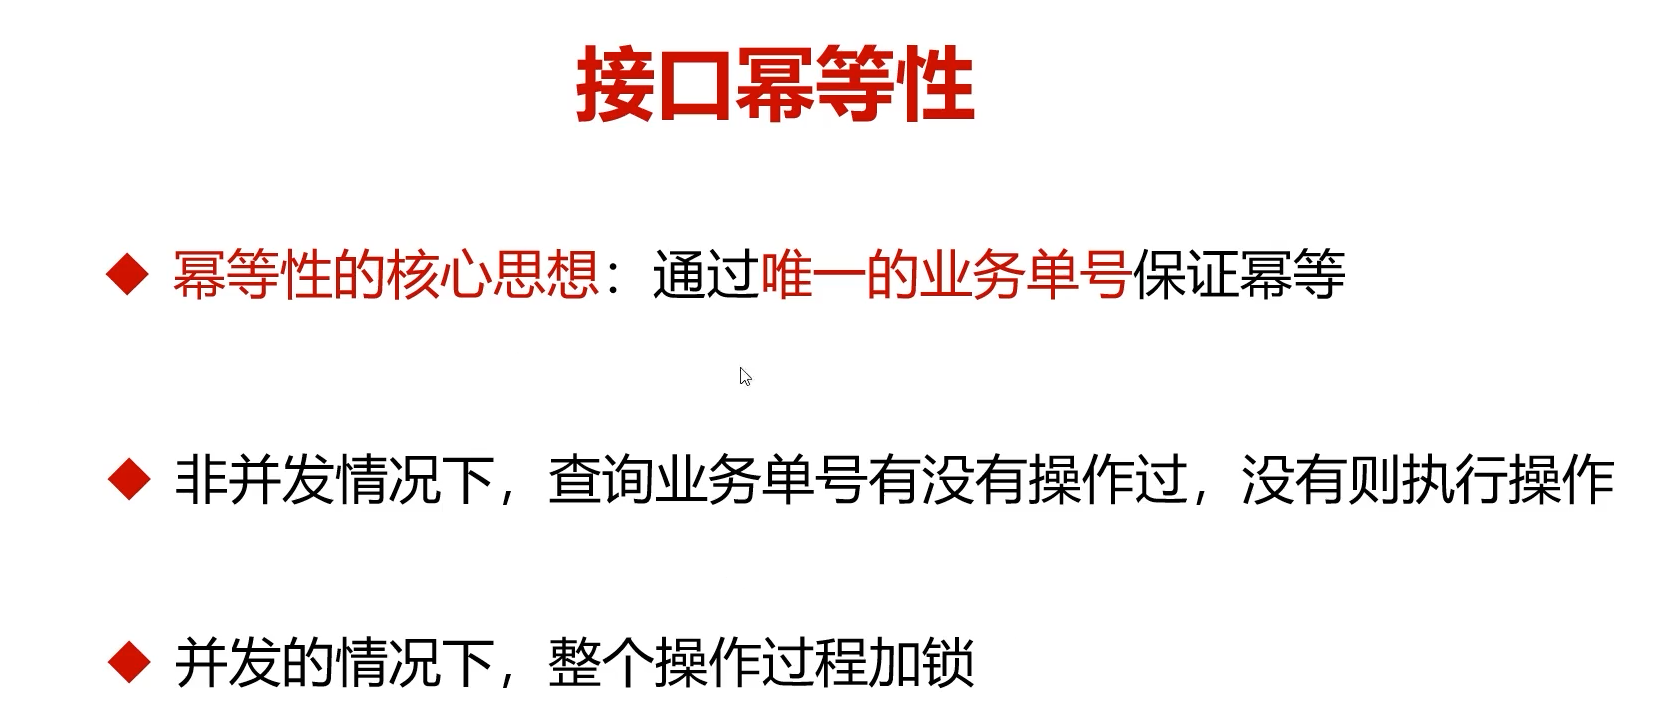 接口幂等性
幂等性的核心思想：通过唯一的业务单号保证幂等
非并发情况下，查询业务单号有没有操作过，没有则执行操作
并发的情况下，整个操作过程加锁